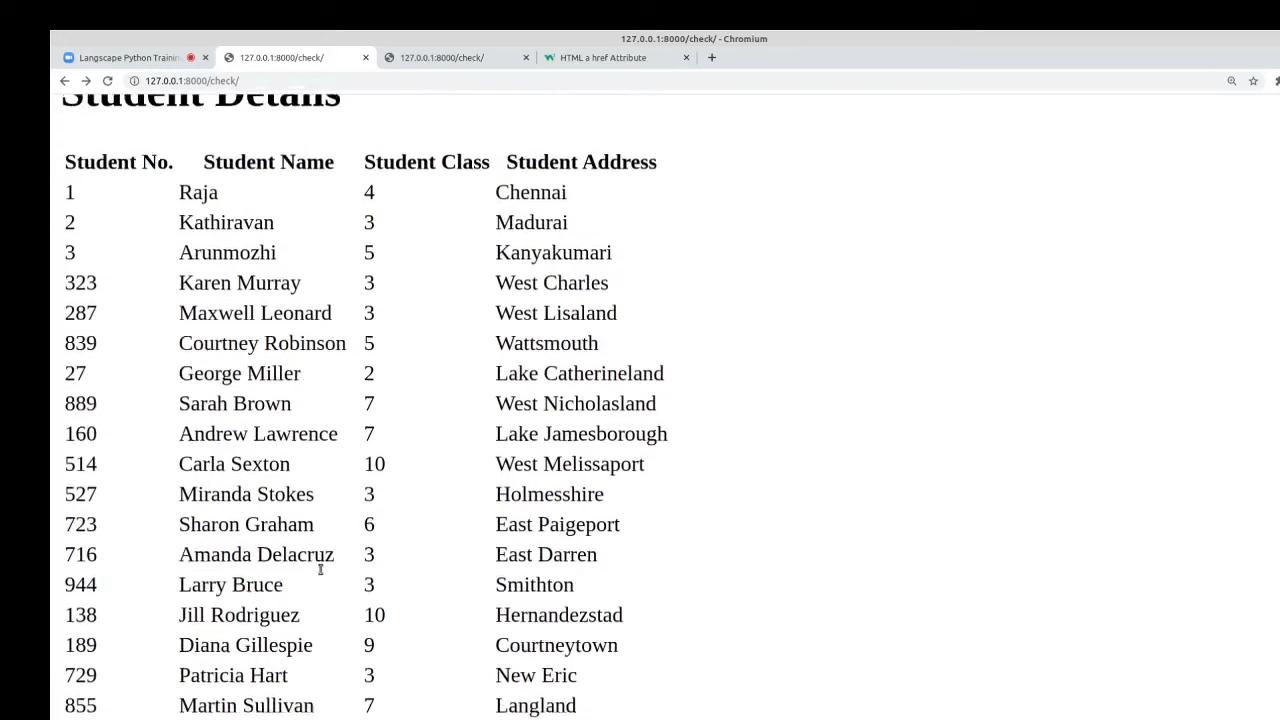 127.0.0.1:8000/check/ - Chromium
Langscape Python Trainin 127.0.0.1:8000/check/ 127.0.0.1:8000/check/ HTML a href Attribute
127.0.0.1:8000/check/
Student Details
Student No. Student Name Student Class Student Address
1 Raja 4 Chennai
2 Kathiravan 3 Madurai
3 Arunmozhi 5 Kanyakumari
323 Karen Murray 3 West Charles
287 Maxwell Leonard 3 West Lisaland
839 Courtney Robinson 5 Wattsmouth
27 George Miller 2 Lake Catherineland
889 Sarah Brown 7 West Nicholasland
160 Andrew Lawrence 7 Lake Jamesborough
514 Carla Sexton 10 West Melissaport
527 Miranda Stokes 3 Holmesshire
723 Sharon Graham 6 East Paigeport
716 Amanda Delacruz 3 East Darren
944 Larry Bruce 3 Smithton
138 Jill Rodriguez 10 Hernandezstad
189 Diana Gillespie 9 Courtneytown
729 Patricia Hart 3 New Eric
855 Martin Sullivan 7 Langland